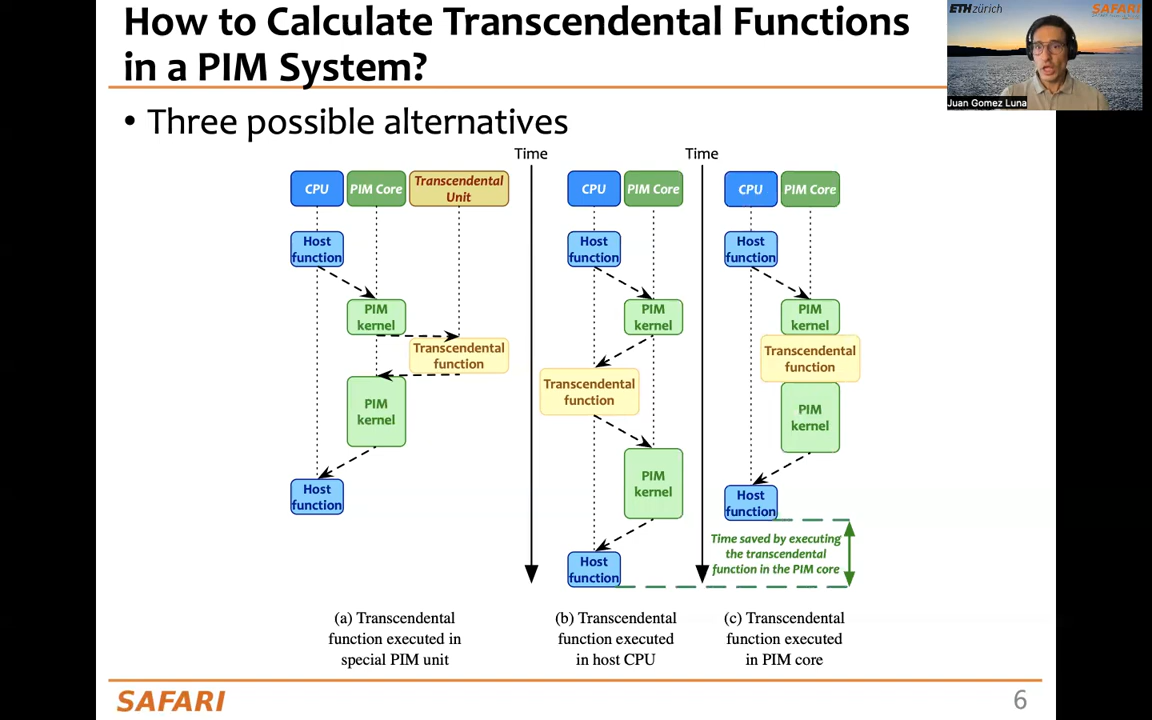 How to Calculate Transcendental Functions
in a PIM System?
ETH zürich
SAFARI
Juan Gomez Luna
• Three possible alternatives
Time
Time
CPU
PIM Core
Transcendental
Unit
Host
function
PIM
kernel
Transcendental
function
PIM
kernel
Host
function
CPU
PIM Core
Host
function
PIM
kernel
Transcendental
function
PIM
kernel
Host
function
CPU
PIM Core
Host
function
PIM
kernel
Transcendental
function
PIM
kernel
Host
function
Time saved by executing
the transcendental
function in the PIM core
(a) Transcendental
function executed in
special PIM unit
(b) Transcendental
function executed
in host CPU
(c) Transcendental
function executed
in PIM core
SAFARI
6